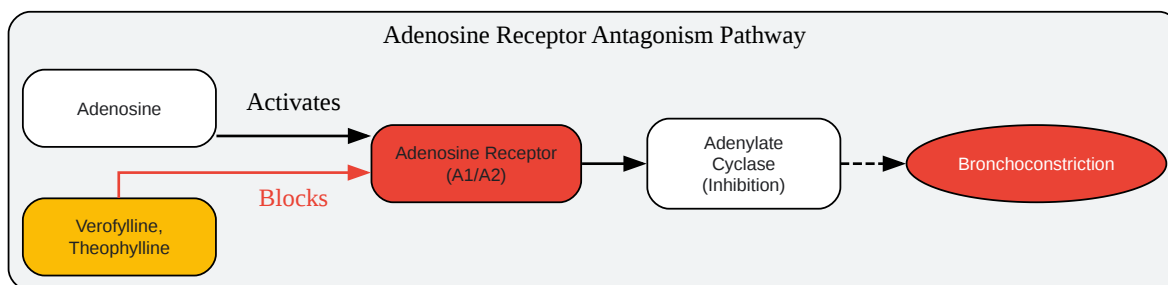 Adenosine Receptor Antagonism Pathway
Adenosine
Activates
Adenosine Receptor
(A1/A2)
Adenylate
Cyclase
(Inhibition)
Bronchoconstriction
Blocks
Verofylline,
Theophylline